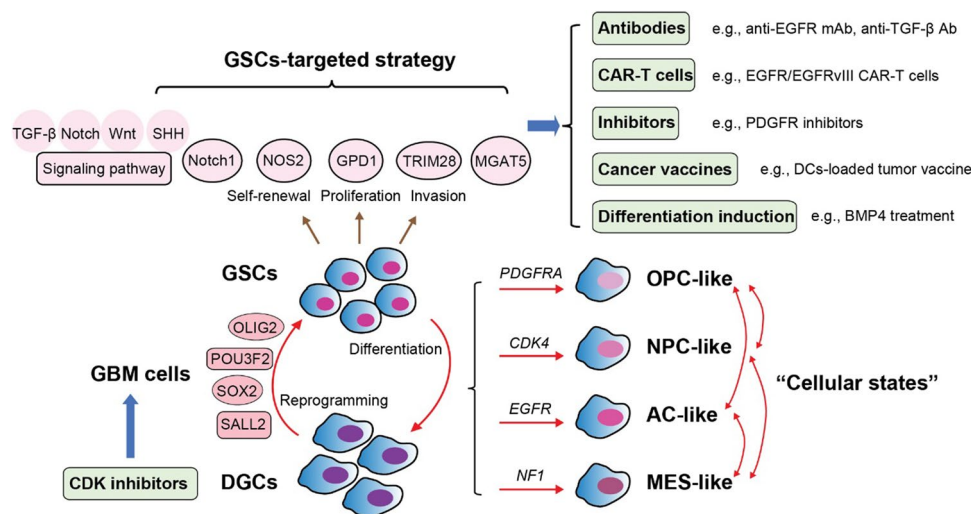 GSCs-targeted strategy
TGF-β Notch Wnt SHH
Signaling pathway
Notch1 NOS2 GPD1 TRIM28 MGAT5
Self-renewal Proliferation Invasion
Antibodies e.g., anti-EGFR mAb, anti-TGF-β Ab
CAR-T cells e.g., EGFR/EGFRvIII CAR-T cells
Inhibitors e.g., PDGFR inhibitors
Cancer vaccines e.g., DCs-loaded tumor vaccine
Differentiation induction e.g., BMP4 treatment
GSCs
OLIG2
POU3F2
SOX2
SALL2
Differentiation
Reprogramming
DGCs
GBM cells
CDK inhibitors
PDGFRA OPC-like
CDK4 NPC-like
EGFR AC-like
NF1 MES-like
“Cellular states”